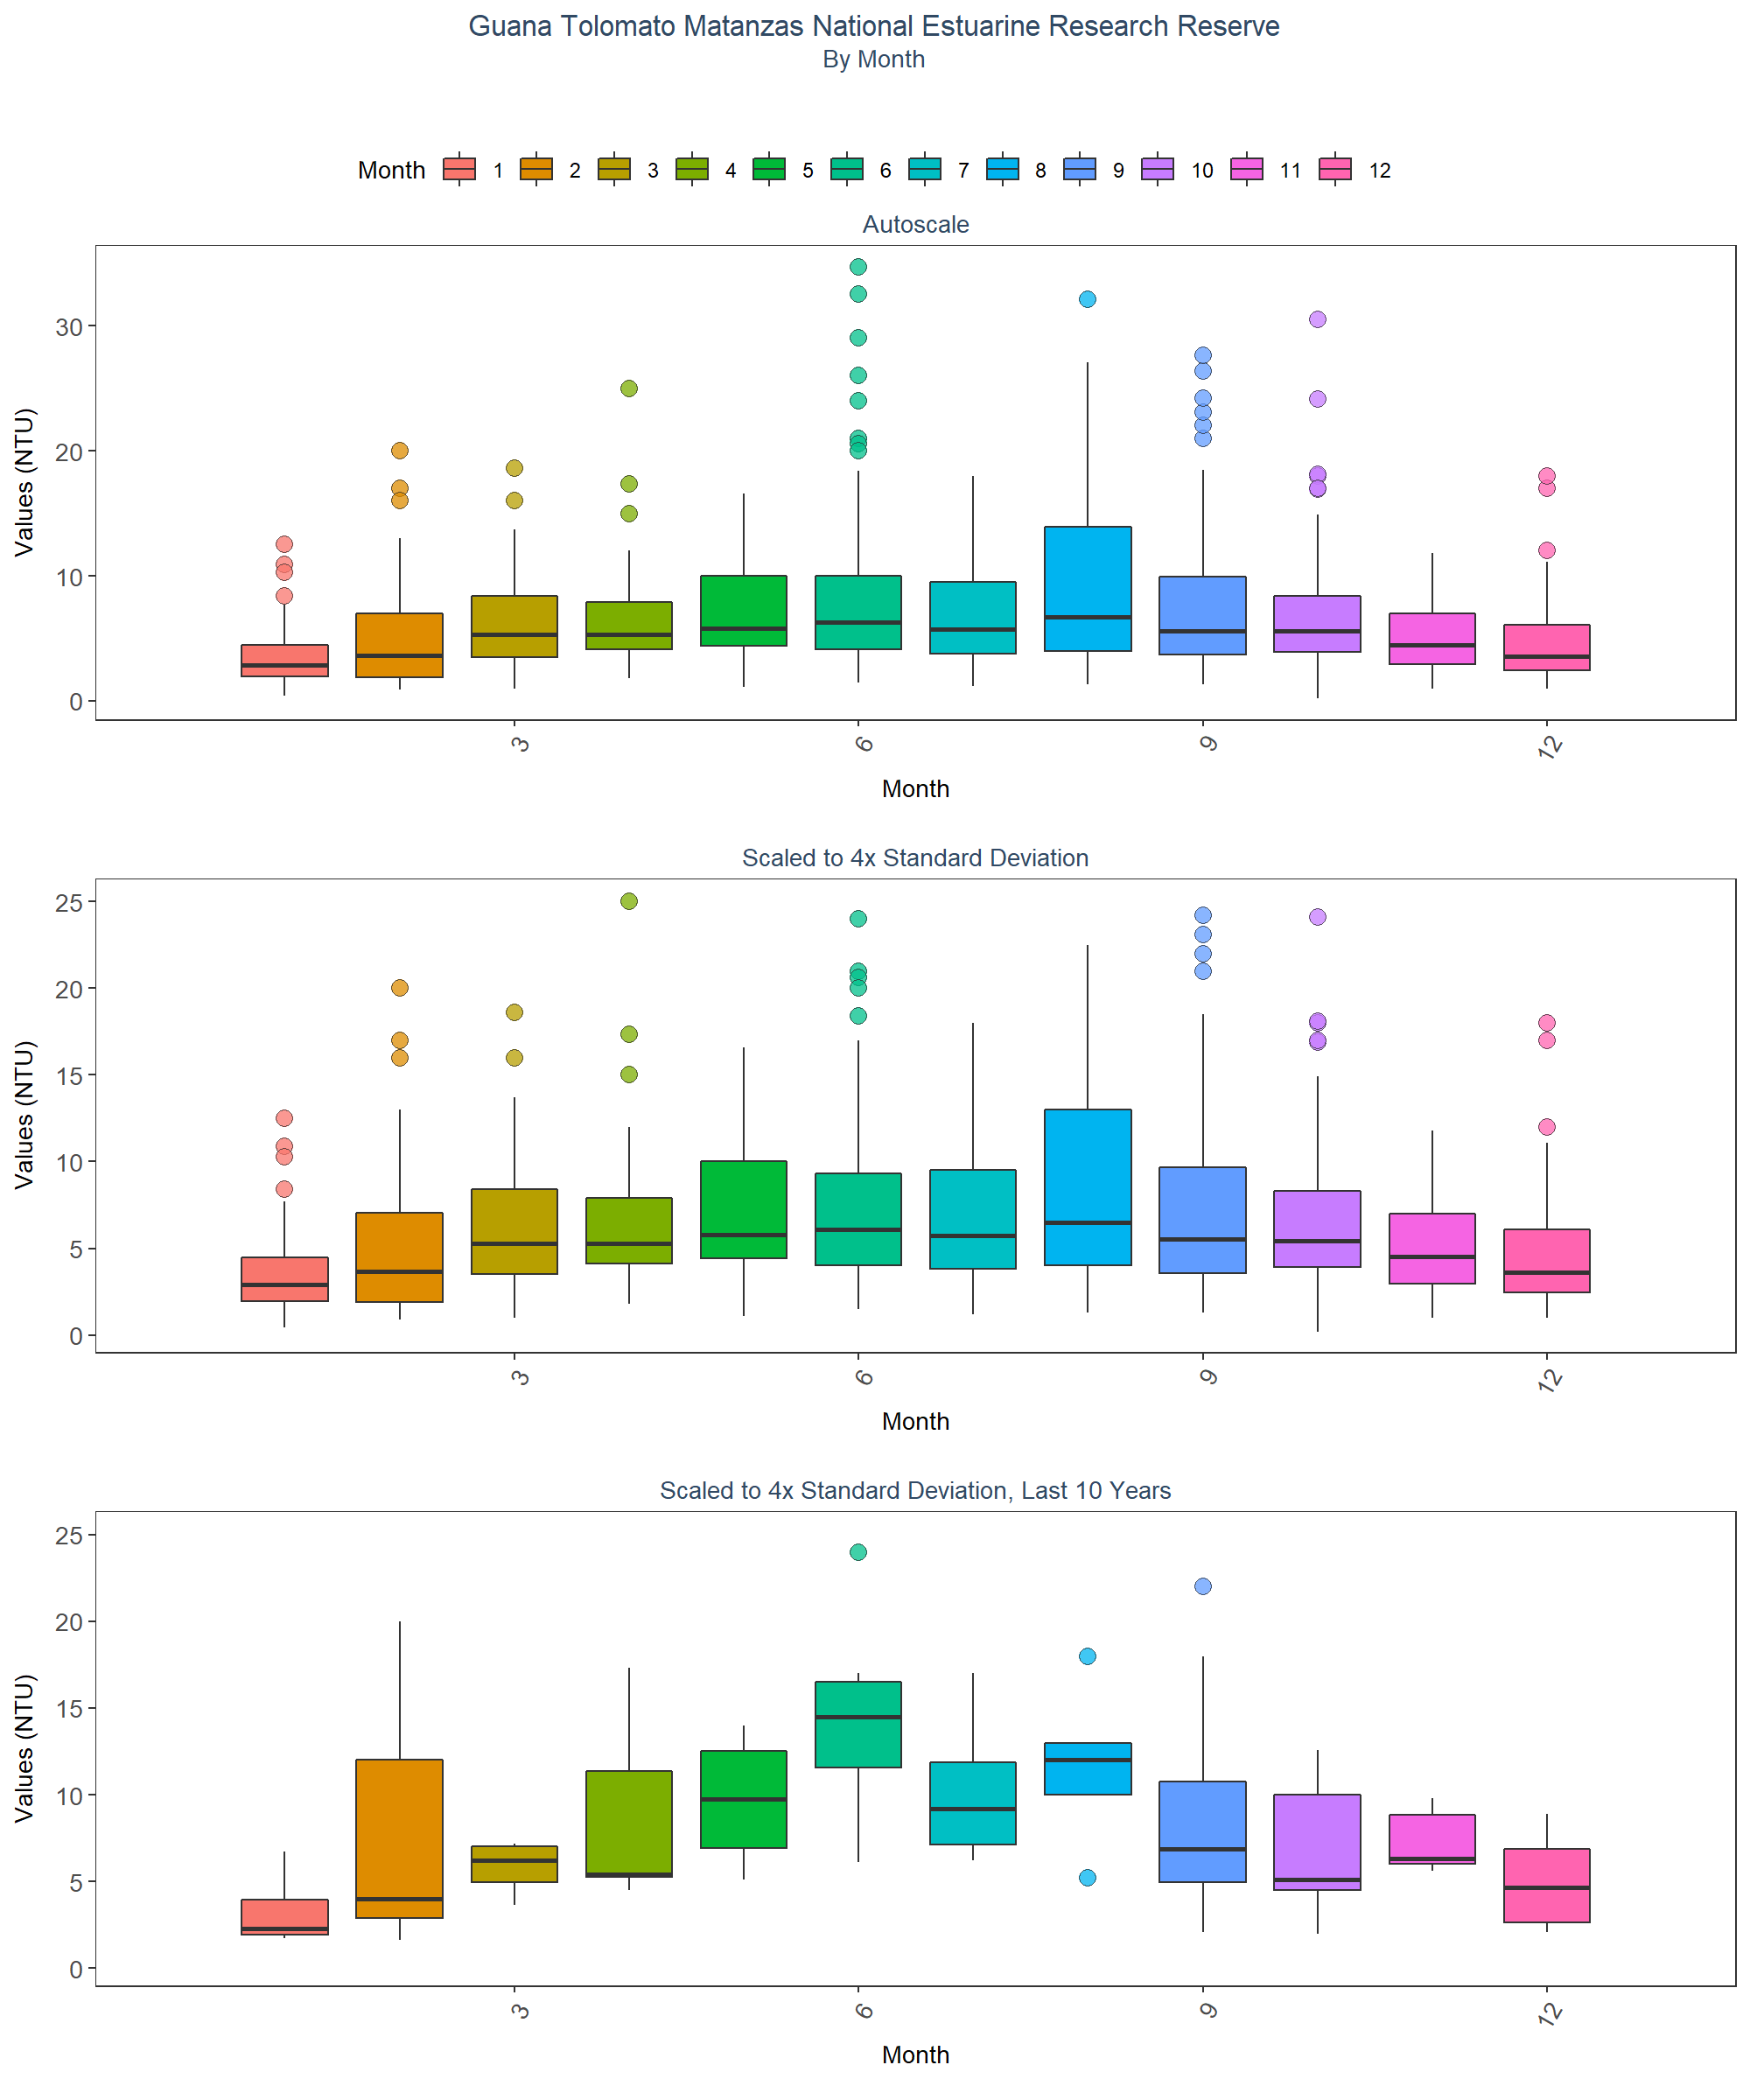 Guana Tolomato Matanzas National Estuarine Research Reserve
By Month
Month 1 2 3 4 5 6 7 8 9 10 11 12
Autoscale
Values (NTU)
30
20
10
0
3 6 9 12
Month
Scaled to 4x Standard Deviation
Values (NTU)
25
20
15
10
5
0
3 6 9 12
Month
Scaled to 4x Standard Deviation, Last 10 Years
Values (NTU)
25
20
15
10
5
0
3 6 9 12
Month